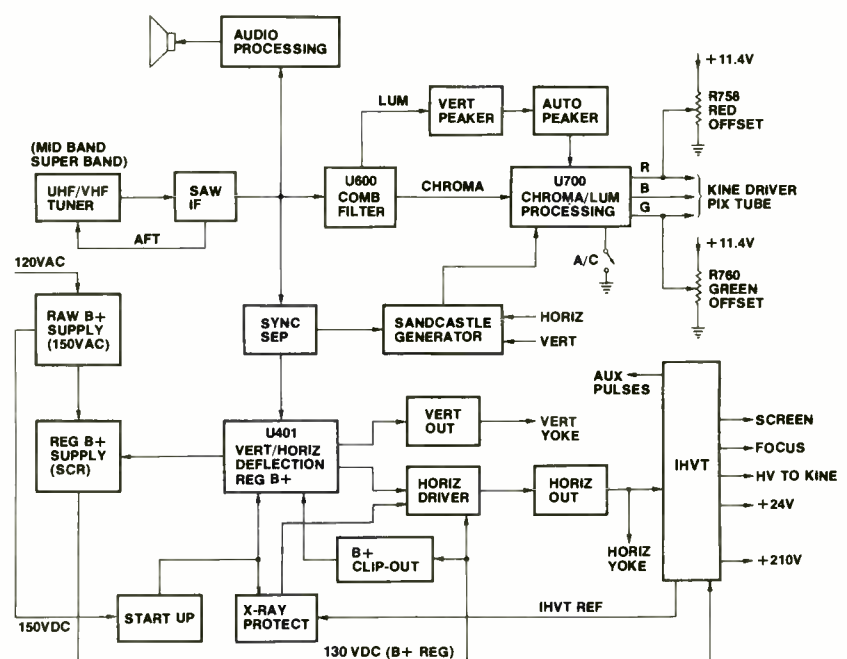 AUDIO
PROCESSING
LUM
VERT
PEAKER
AUTO
PEAKER
+11.4V
R758
RED
OFFSET
(MID BAND
SUPER BAND)
UHF/VHF
TUNER
SAW
IF
AFT
U600
COMB
FILTER
CHROMA
U700
CHROMA/LUM
PROCESSING
R
B
G
KINE DRIVER
PIX TUBE
A/C
+11.4V
R760
GREEN
OFFSET
120VAC
RAW B+
SUPPLY
(150VAC)
SYNC
SEP
SANDCASTLE
GENERATOR
HORIZ
VERT
REG B+
SUPPLY
(SCR)
U401
VERT/HORIZ
DEFLECTION
REG B+
VERT
OUT
VERT
YOKE
HORIZ
DRIVER
HORIZ
OUT
HORIZ
YOKE
AUX
PULSES
IHVT
SCREEN
FOCUS
HV TO KINE
+24V
+210V
B+
CLIP-OUT
START UP
X-RAY
PROTECT
IHVT REF
150VDC
130 VDC (B+ REG)